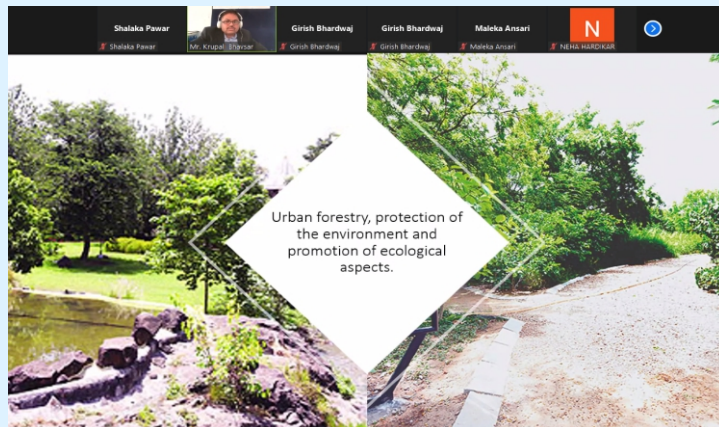 Shalaka Pawar
Girish Bhardwaj
Girish Bhardwaj
Maleka Ansari
N
Shalaka Pawar
Mr. Krupal Bhavsar
Girish Bhardwaj
Girish Bhardwaj
Maleka Ansari
NEHA HARDIKAR
Urban forestry, protection of
the environment and
promotion of ecological
aspects.